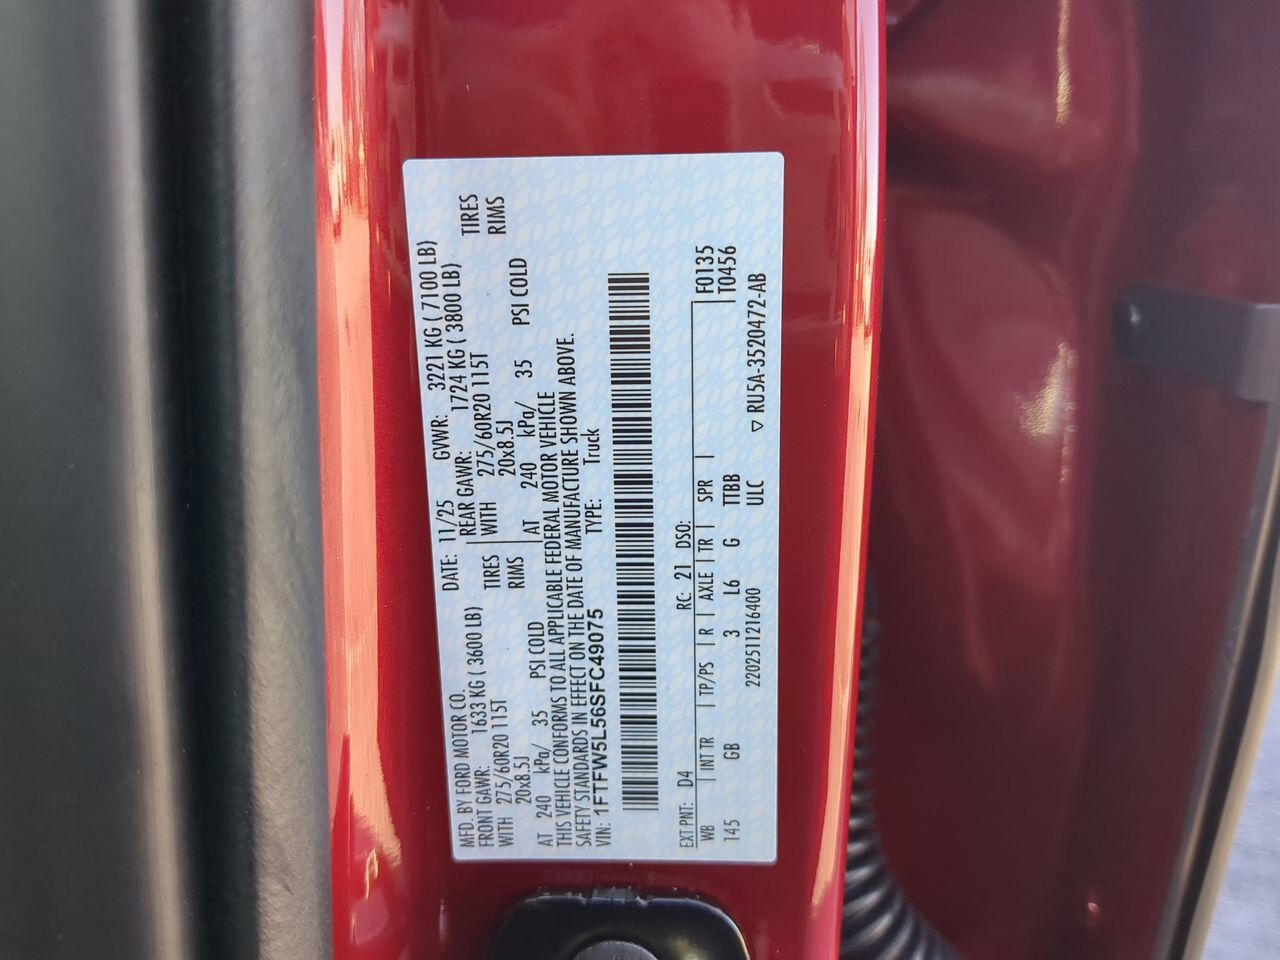 MFD. BY FORD MOTOR CO.
DATE: 11/25 GVWR: 3221 KG ( 7100 LB)
FRONT GAWR: 1633 KG ( 3600 LB) REAR GAWR: 1724 KG ( 3800 LB)
WITH 275/60R20 115T TIRES WITH 275/60R20 115T TIRES
20x8.5J RIMS 20x8.5J RIMS
AT 240 kPa/ 35 PSI COLD AT 240 kPa/ 35 PSI COLD
THIS VEHICLE CONFORMS TO ALL APPLICABLE FEDERAL MOTOR VEHICLE
SAFETY STANDARDS IN EFFECT ON THE DATE OF MANUFACTURE SHOWN ABOVE.
VIN: 1FTFW5L56SFC49075 TYPE: Truck
EXT PNT: D4 RC: 21 DSO:
WB | INT TR | TP/PS | R | AXLE | TR | SPR | F0135
145 GB 3 L6 G TTBB T0456
2202511216400 ULC ▽ RU5A-3520472-AB